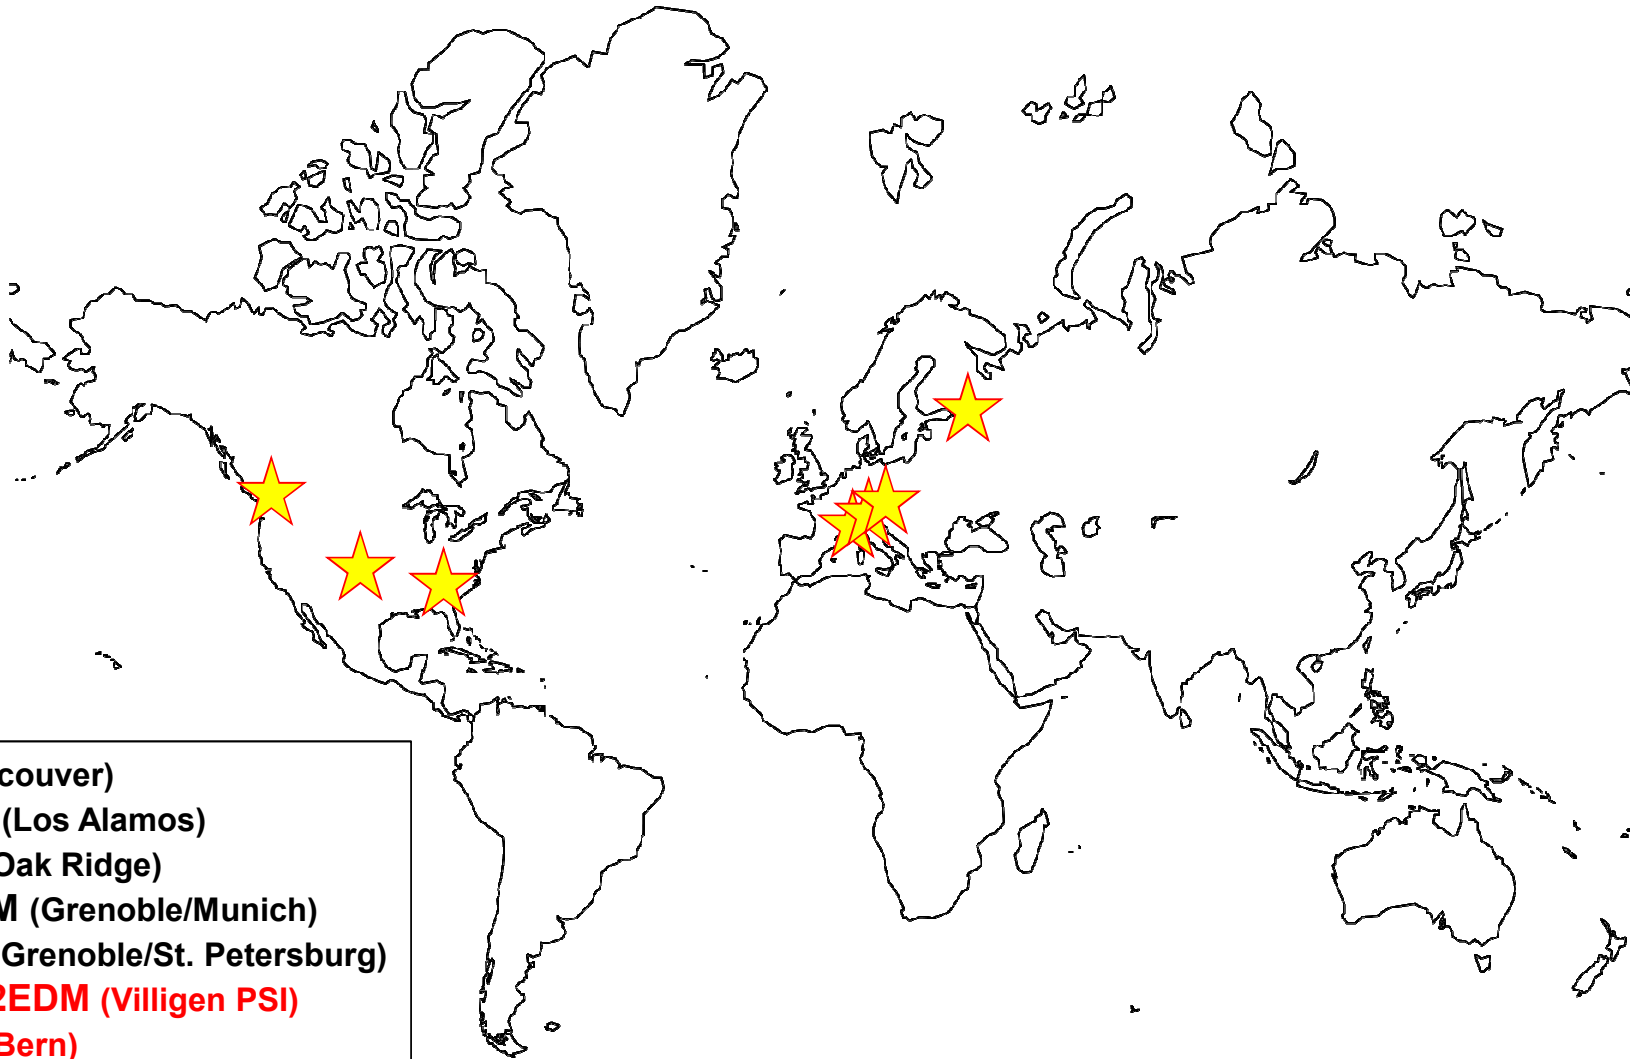 couver)
(Los Alamos)
Oak Ridge)
M (Grenoble/Munich)
Grenoble/St. Petersburg)
2EDM (Villigen PSI)
Bern)